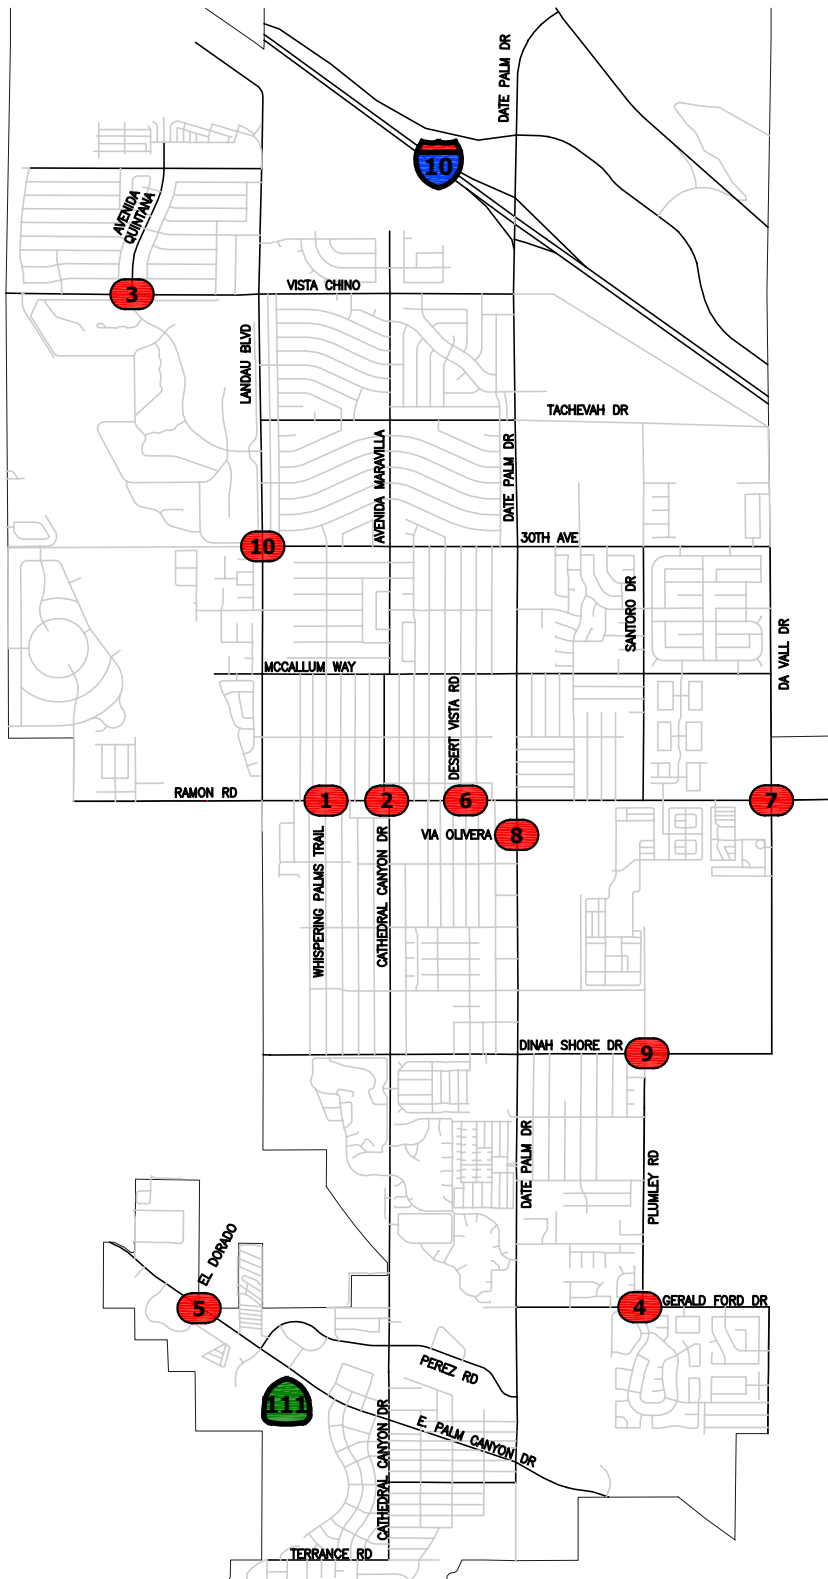 DATE PALM DR
10
AVENIDA
QUINTANA
3
VISTA CHINO
LANDAU BLVD
TACHEVAH DR
AVENIDA MARAVILLA
DATE PALM DR
10
30TH AVE
SANTORO DR
DA VALL DR
MCCALLUM WAY
DESERT VISTA RD
RAMON RD
1
2
6
7
VIA OLIVERA
8
WHISPERING PALMS TRAIL
CATHEDRAL CANYON DR
DINAH SHORE DR
9
DATE PALM DR
PLUMLEY RD
EL DORADO
5
4
GERALD FORD DR
PEREZ RD
111
E. PALM CANYON DR
CATHEDRAL CANYON DR
TERRANCE RD